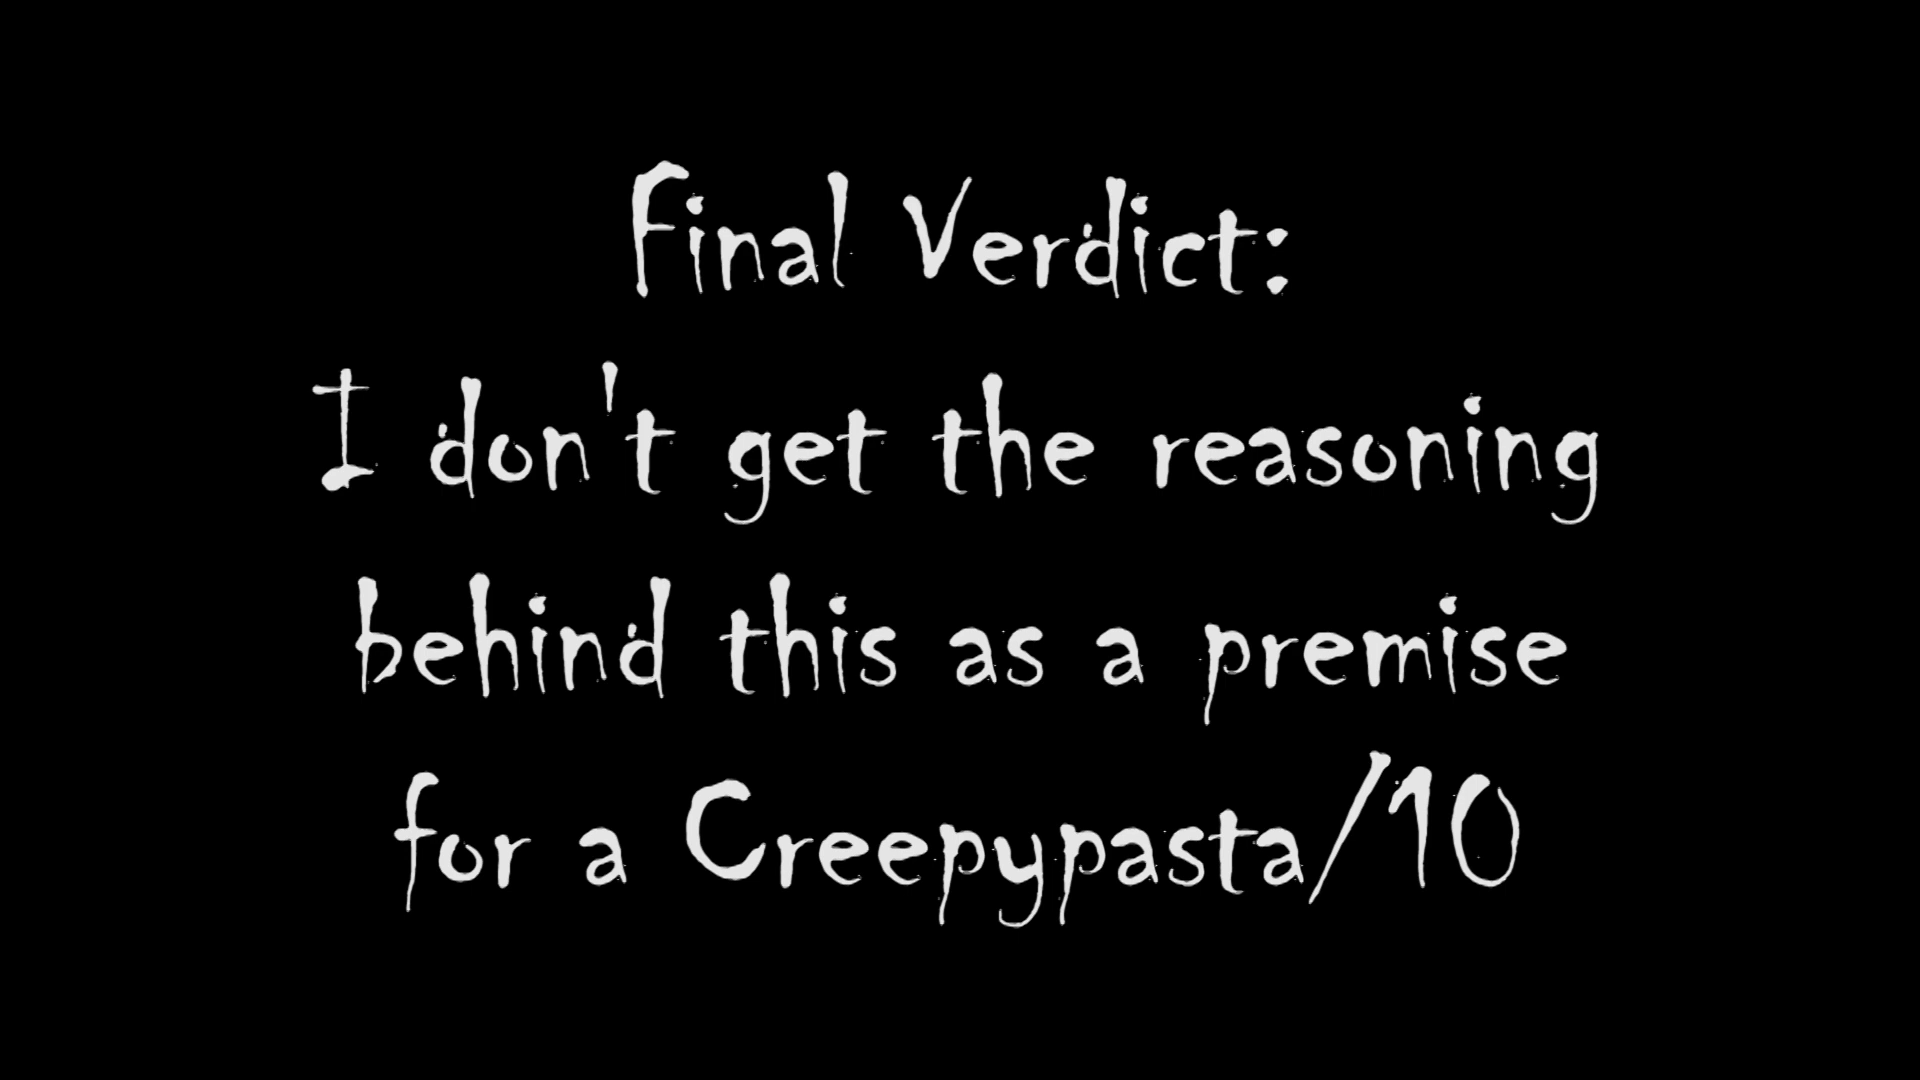 Final Verdict:
I don't get the reasoning
behind this as a premise
for a Creepypasta/10